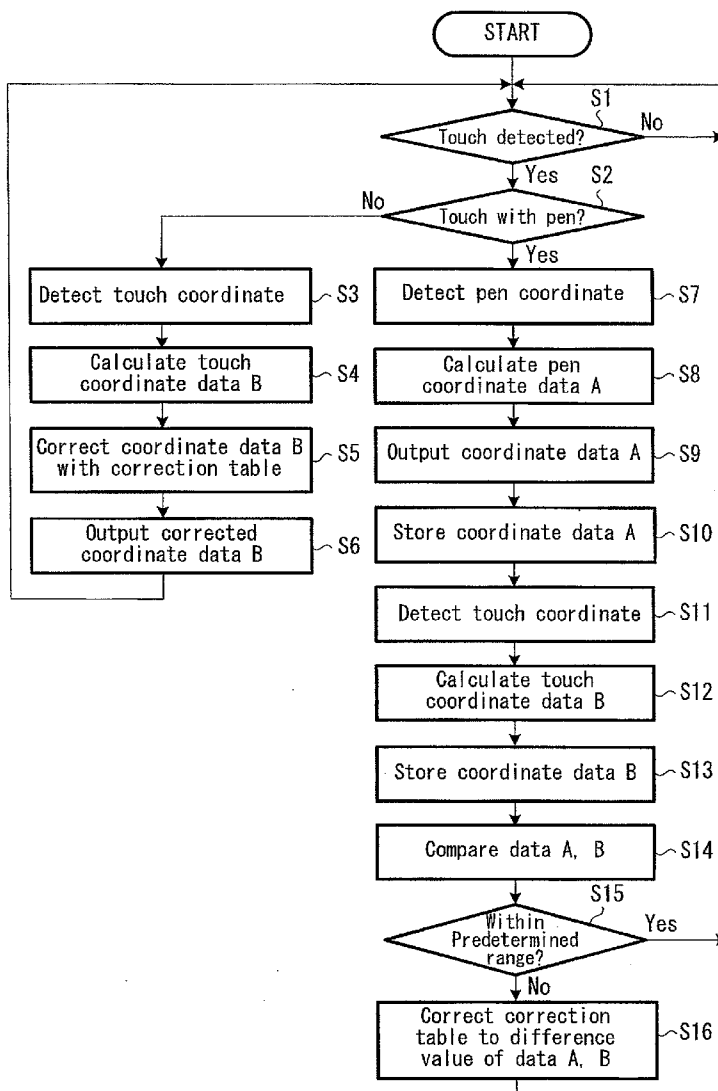 START
S1
Touch detected?
No
Yes
S2
No
Touch with pen?
Yes
Detect touch coordinate
S3
Calculate touch
coordinate data B
S4
Correct coordinate data B
with correction table
S5
Output corrected
coordinate data B
S6
Detect pen coordinate
S7
Calculate pen
coordinate data A
S8
Output coordinate data A
S9
Store coordinate data A
S10
Detect touch coordinate
S11
Calculate touch
coordinate data B
S12
Store coordinate data B
S13
Compare data A, B
S14
S15
Within
Predetermined
range?
Yes
No
Correct correction
table to difference
value of data A, B
S16